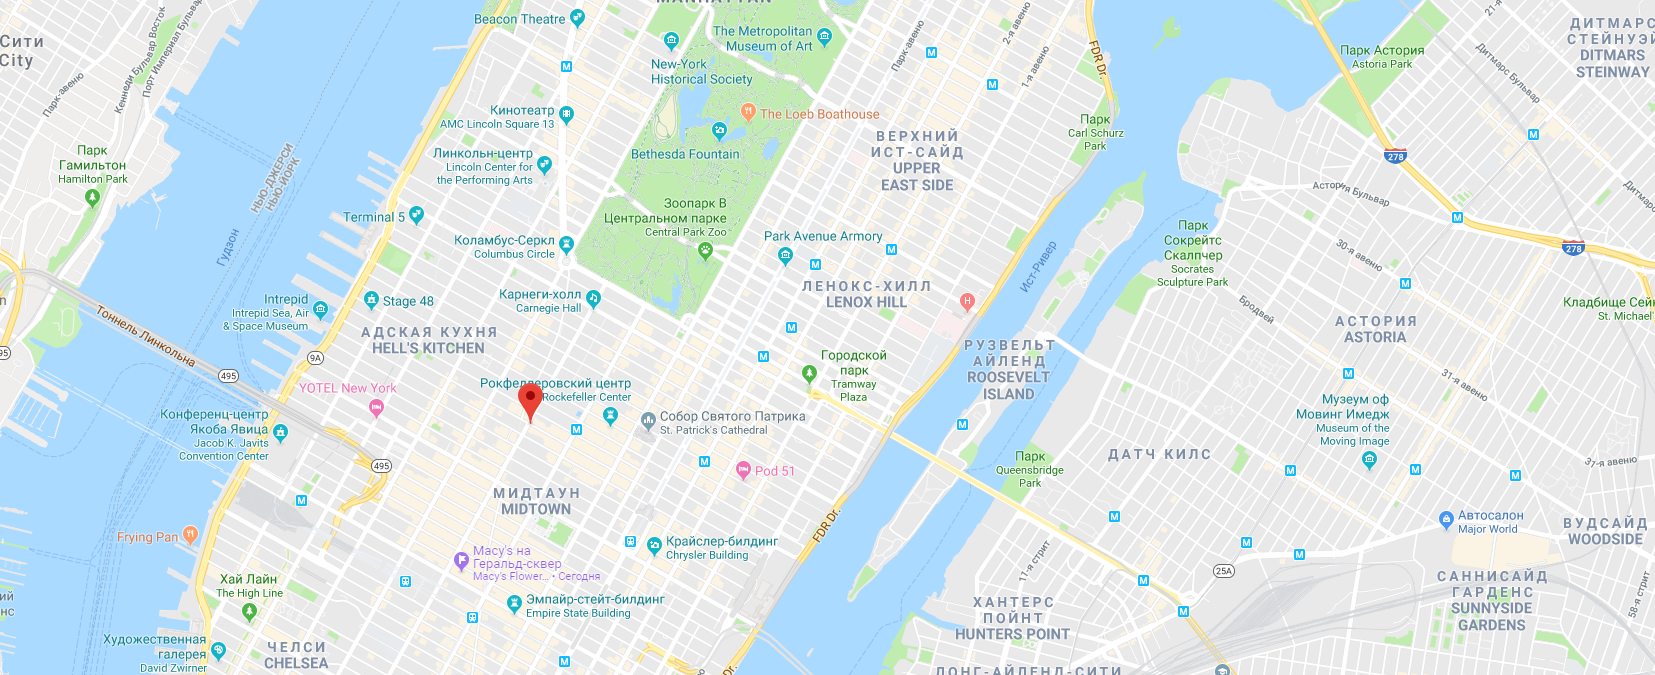 MANHATTAN
Beacon Theatre
The Metropolitan
Museum of Art
Парк-авеню
2-я авеню
1-я авеню
FDR Dr.
21-я авеню
ДИТМАРС
СТЕЙНУЭЙ
DITMARS
STEINWAY
Дитмарс Бульвар
Парк Астория
Astoria Park
Сити
City
Парк-авеню
Кеннеди Бульвар Восток
Порт Империал Бульвар
New-York
Historical Society
Кинотеатр
AMC Lincoln Square 13
The Loeb Boathouse
Bethesda Fountain
ВЕРХНИЙ
ИСТ-САЙД
UPPER
EAST SIDE
Парк
Carl Schurz
Park
278
Парк
Гамильтон
Hamilton Park
НЬЮ-ДЖЕРСИ
НЬЮ-ЙОРК
Линкольн-центр
Lincoln Center for
the Performing Arts
Астория Бульвар
Дитмарс
Terminal 5
Зоопарк В
Центральном парке
Central Park Zoo
Гудзон
Коламбус-Серкл
Columbus Circle
Park Avenue Armory
Ист-Ривер
Парк
Сокрейтс
Скалпчер
Socrates
Sculpture Park
30-я авеню
278
ЛЕНОКС-ХИЛЛ
LENOX HILL
H
Intrepid
Intrepid Sea, Air
& Space Museum
Stage 48
Карнеги-холл
Carnegie Hall
Бродвей
Кладбище Сей
St. Michael'
Тоннель Линкольна
АДСКАЯ КУХНЯ
HELL'S KITCHEN
АСТОРИЯ
ASTORIA
9A
495
95
РУЗВЕЛЬТ
АЙЛЕНД
ROOSEVELT
ISLAND
Городской
парк
Tramway
Plaza
YOTEL New York
Рокфеллеровский центр
Rockefeller Center
31-я авеню
Музеум оф
Мовинг Имедж
Museum of the
Moving Image
Конференц-центр
Якоба Явица
Jacob K. Javits
Convention Center
Собор Святого Патрика
St. Patrick's Cathedral
495
Pod 51
Парк
Queensbridge
Park
ДАТЧ КИЛС
31-я авеню
МИДТАУН
MIDTOWN
FDR Dr.
Frying Pan
Крайслер-билдинг
Chrysler Building
Автосалон
Major World
ВУДСАЙД
WOODSIDE
Macy's на
Геральд-сквер
Macy's Flower... • Сегодня
11-я стрит
25A
Хай Лайн
The High Line
САННИСАЙД
ГАРДЕНС
SUNNYSIDE
GARDENS
58-я стрит
Эмпайр-стейт-билдинг
Empire State Building
ХАНТЕРС
ПОЙНТ
HUNTERS POINT
Художественная
галерея
David Zwirner
ЧЕЛСИ
CHELSEA
Dr.
ЛОНГ-АЙЛЕНД-СИТИ